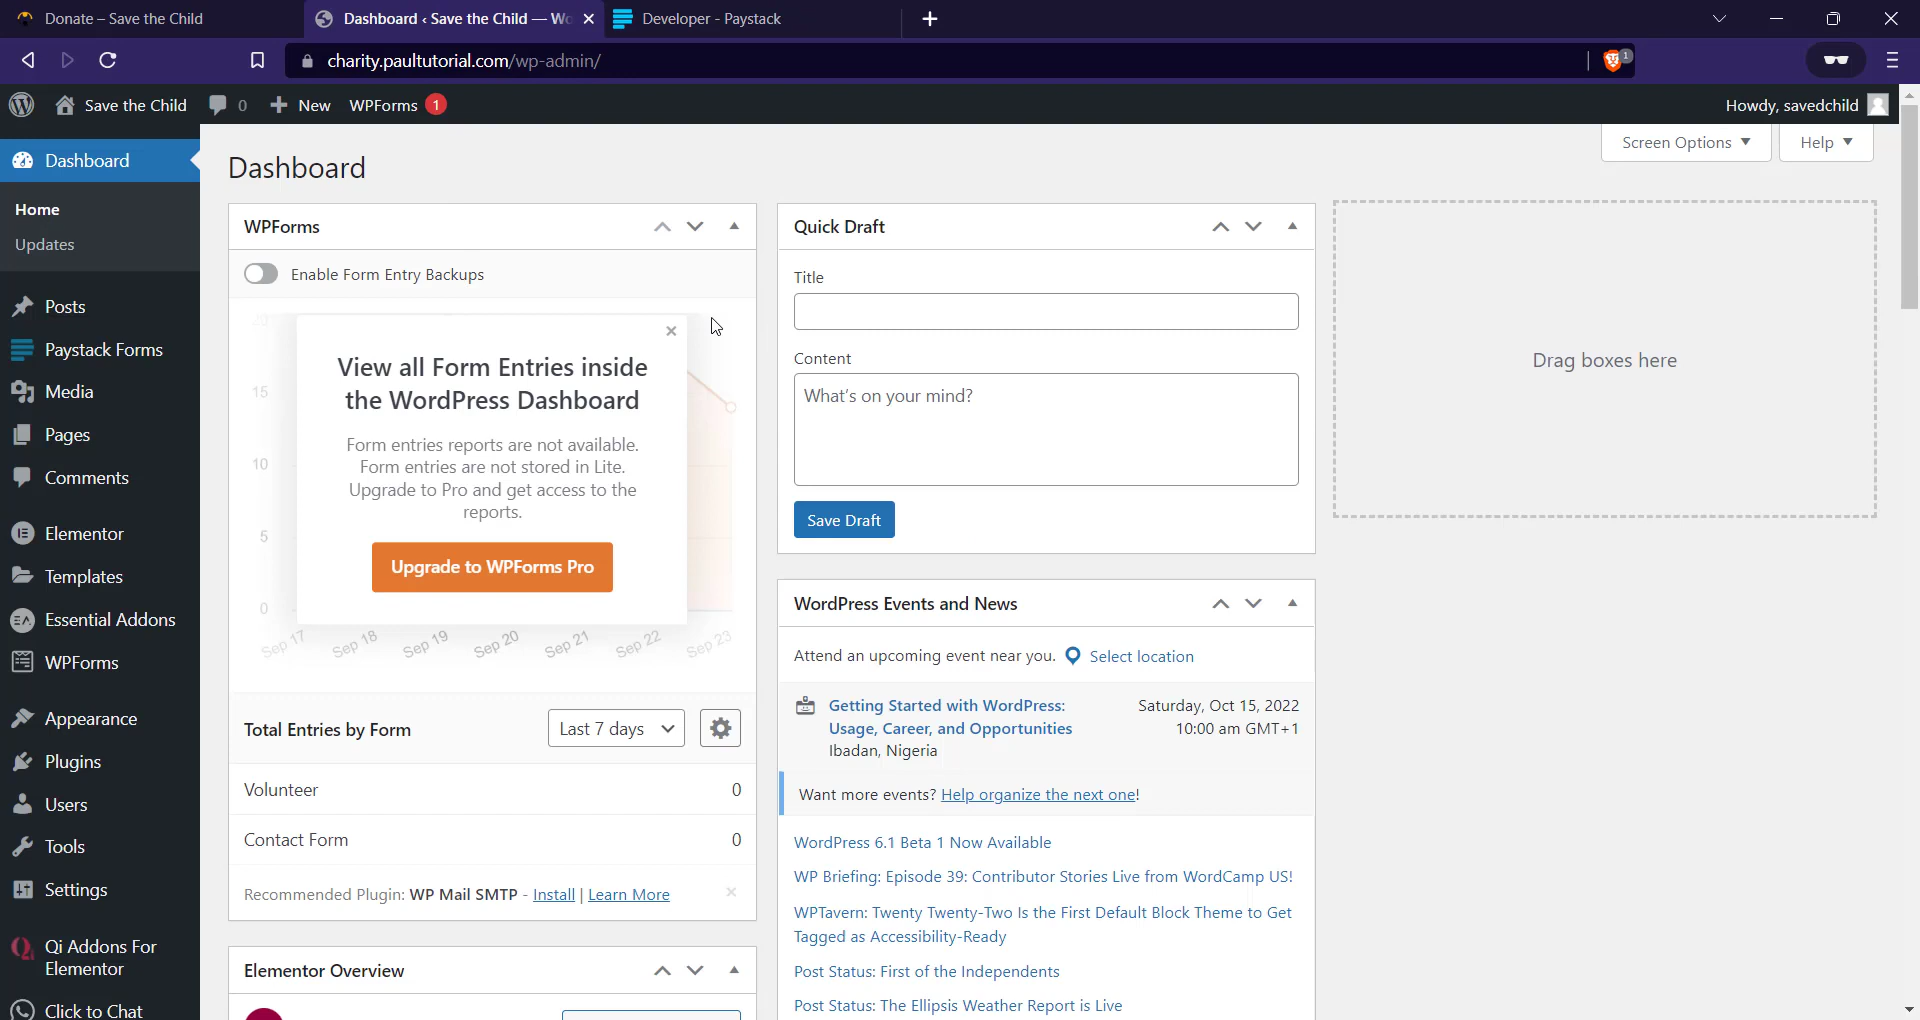 Donate – Save the Child
Dashboard ‹ Save the Child — Wo
Developer - Paystack
charity.paultutorial.com/wp-admin/
1
Save the Child
0
New
WPForms 1
Howdy, savedchild
Dashboard
Home
Updates
Posts
Paystack Forms
Media
Pages
Comments
Elementor
Templates
Essential Addons
WPForms
Appearance
Plugins
Users
Tools
Settings
Qi Addons For
Elementor
Click to Chat
Screen Options
Help
Dashboard
WPForms
Enable Form Entry Backups
20
15
10
5
0
View all Form Entries inside
the WordPress Dashboard
Form entries reports are not available.
Form entries are not stored in Lite.
Upgrade to Pro and get access to the
reports.
Upgrade to WPForms Pro
Sep 17 Sep 18 Sep 19 Sep 20 Sep 21 Sep 22 Sep 23
Total Entries by Form
Last 7 days
Volunteer 0
Contact Form 0
Recommended Plugin: WP Mail SMTP - Install | Learn More
Elementor Overview
Quick Draft
Title
Content
What's on your mind?
Save Draft
WordPress Events and News
Attend an upcoming event near you. Select location
Getting Started with WordPress: Saturday, Oct 15, 2022
Usage, Career, and Opportunities 10:00 am GMT+1
Ibadan, Nigeria
Want more events? Help organize the next one!
WordPress 6.1 Beta 1 Now Available
WP Briefing: Episode 39: Contributor Stories Live from WordCamp US!
WPTavern: Twenty Twenty-Two Is the First Default Block Theme to Get
Tagged as Accessibility-Ready
Post Status: First of the Independents
Post Status: The Ellipsis Weather Report is Live
Drag boxes here